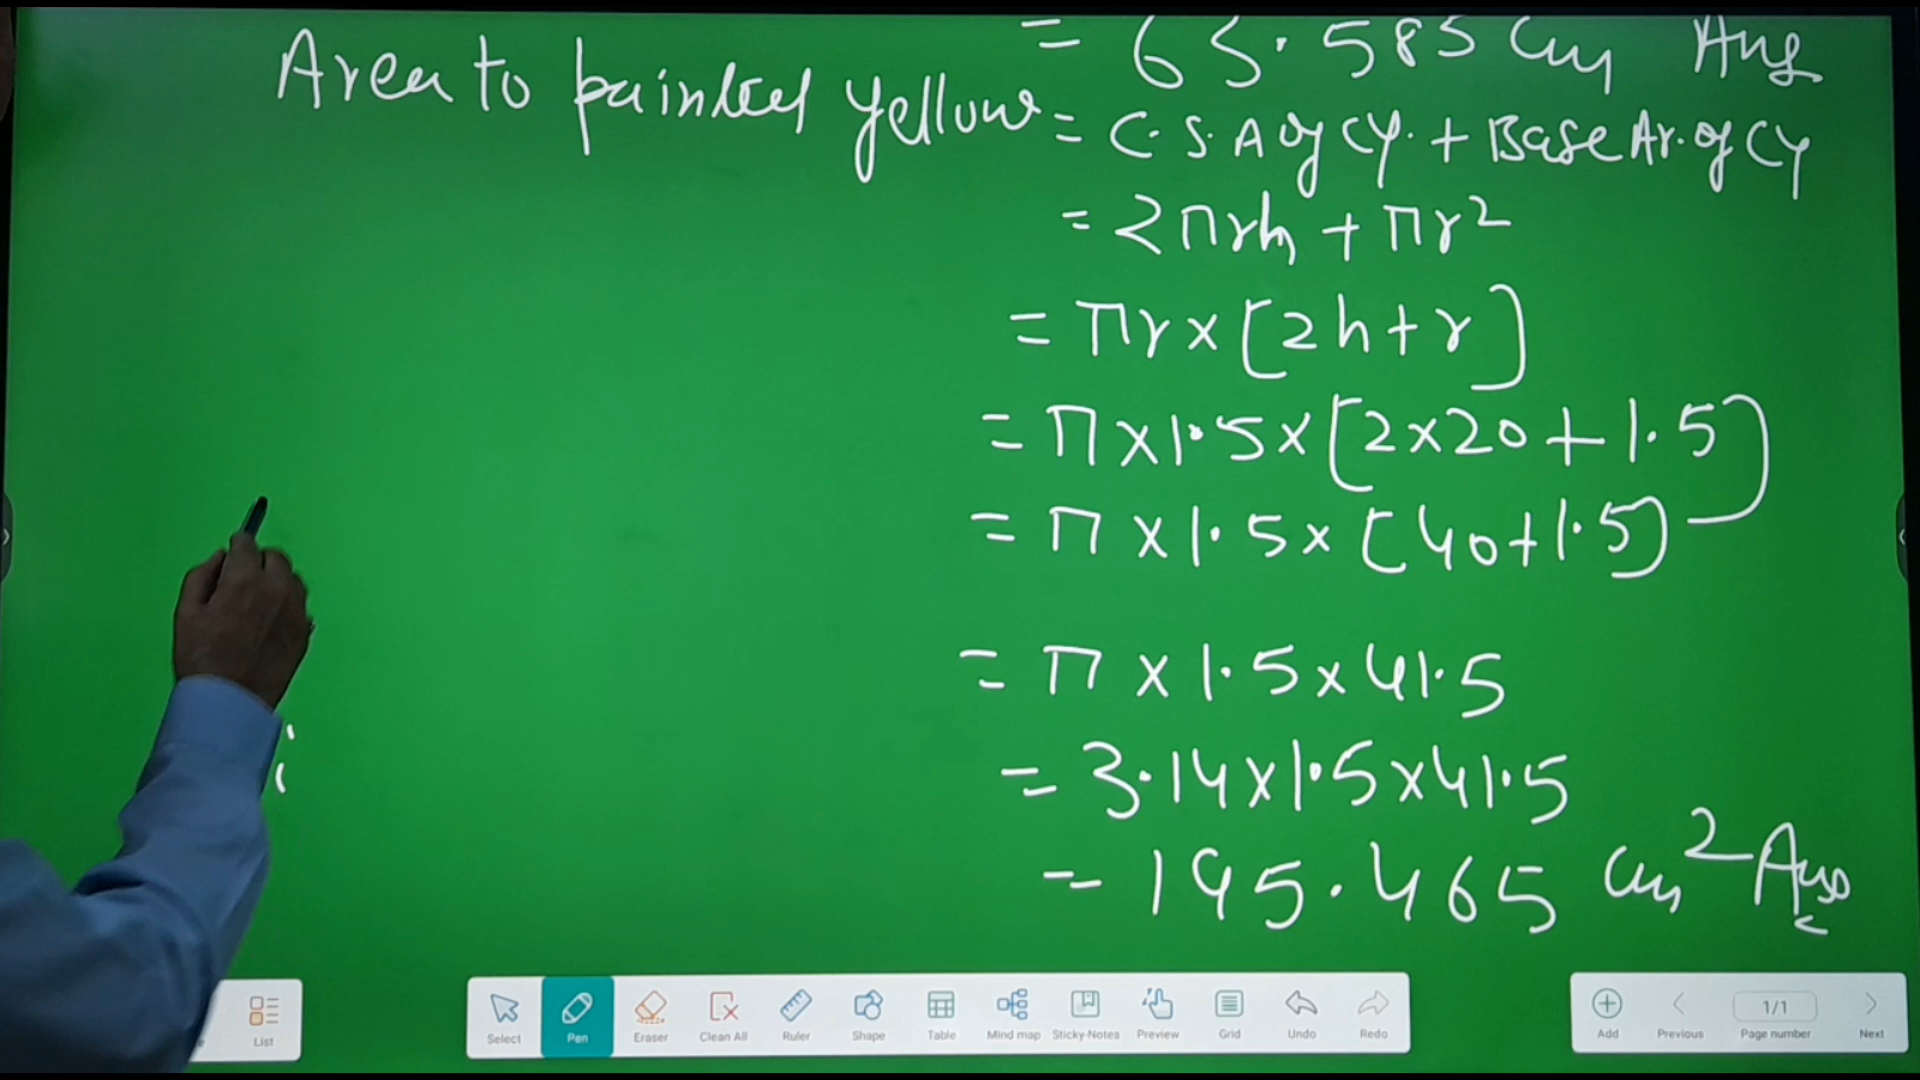 = 63.585 Cm Ans
Area to painted yellow = C.S.A of Cy. + Base Ar. of Cy
= 2πrh + πr²
= πr × [2h + r]
= π × 1.5 × [2×20 + 1.5]
= π × 1.5 × [40 + 1.5]
= π × 1.5 × 41.5
= 3.14 × 1.5 × 41.5
= 195.465 cm² Ans
List
Select Pen Eraser Clean All Ruler Shape Table Mind map Sticky-Notes Preview Grid Undo Redo
1/1
Add Previous Page number Next